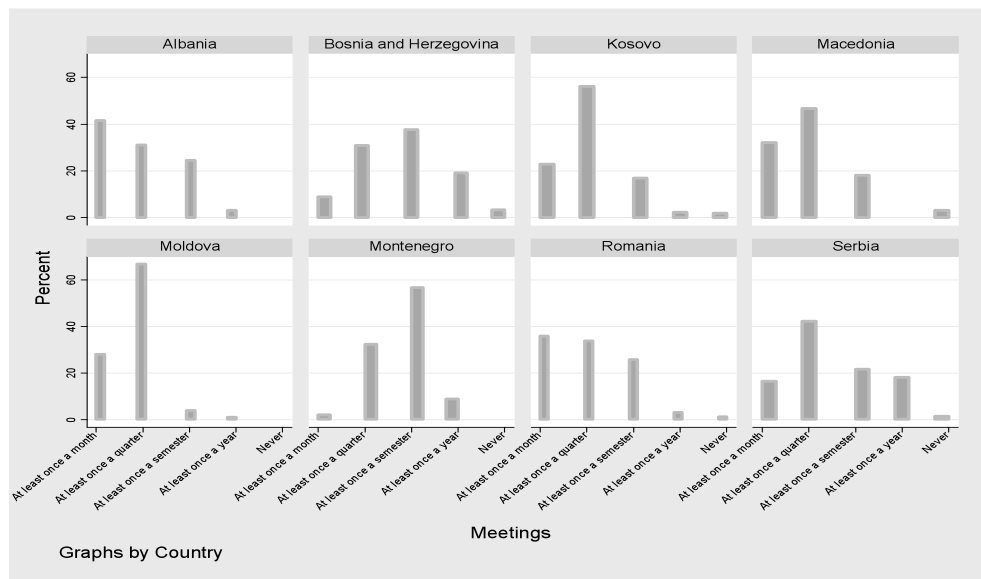 Albania
Bosnia and Herzegovina
Kosovo
Macedonia
60
40
20
0
Moldova
Montenegro
Romania
Serbia
60
40
20
0
Percent
At least once a month
At least once a quarter
At least once a semester
At least once a year
Never
At least once a month
At least once a quarter
At least once a semester
At least once a year
Never
At least once a month
At least once a quarter
At least once a semester
At least once a year
Never
At least once a month
At least once a quarter
At least once a semester
At least once a year
Never
Meetings
Graphs by Country